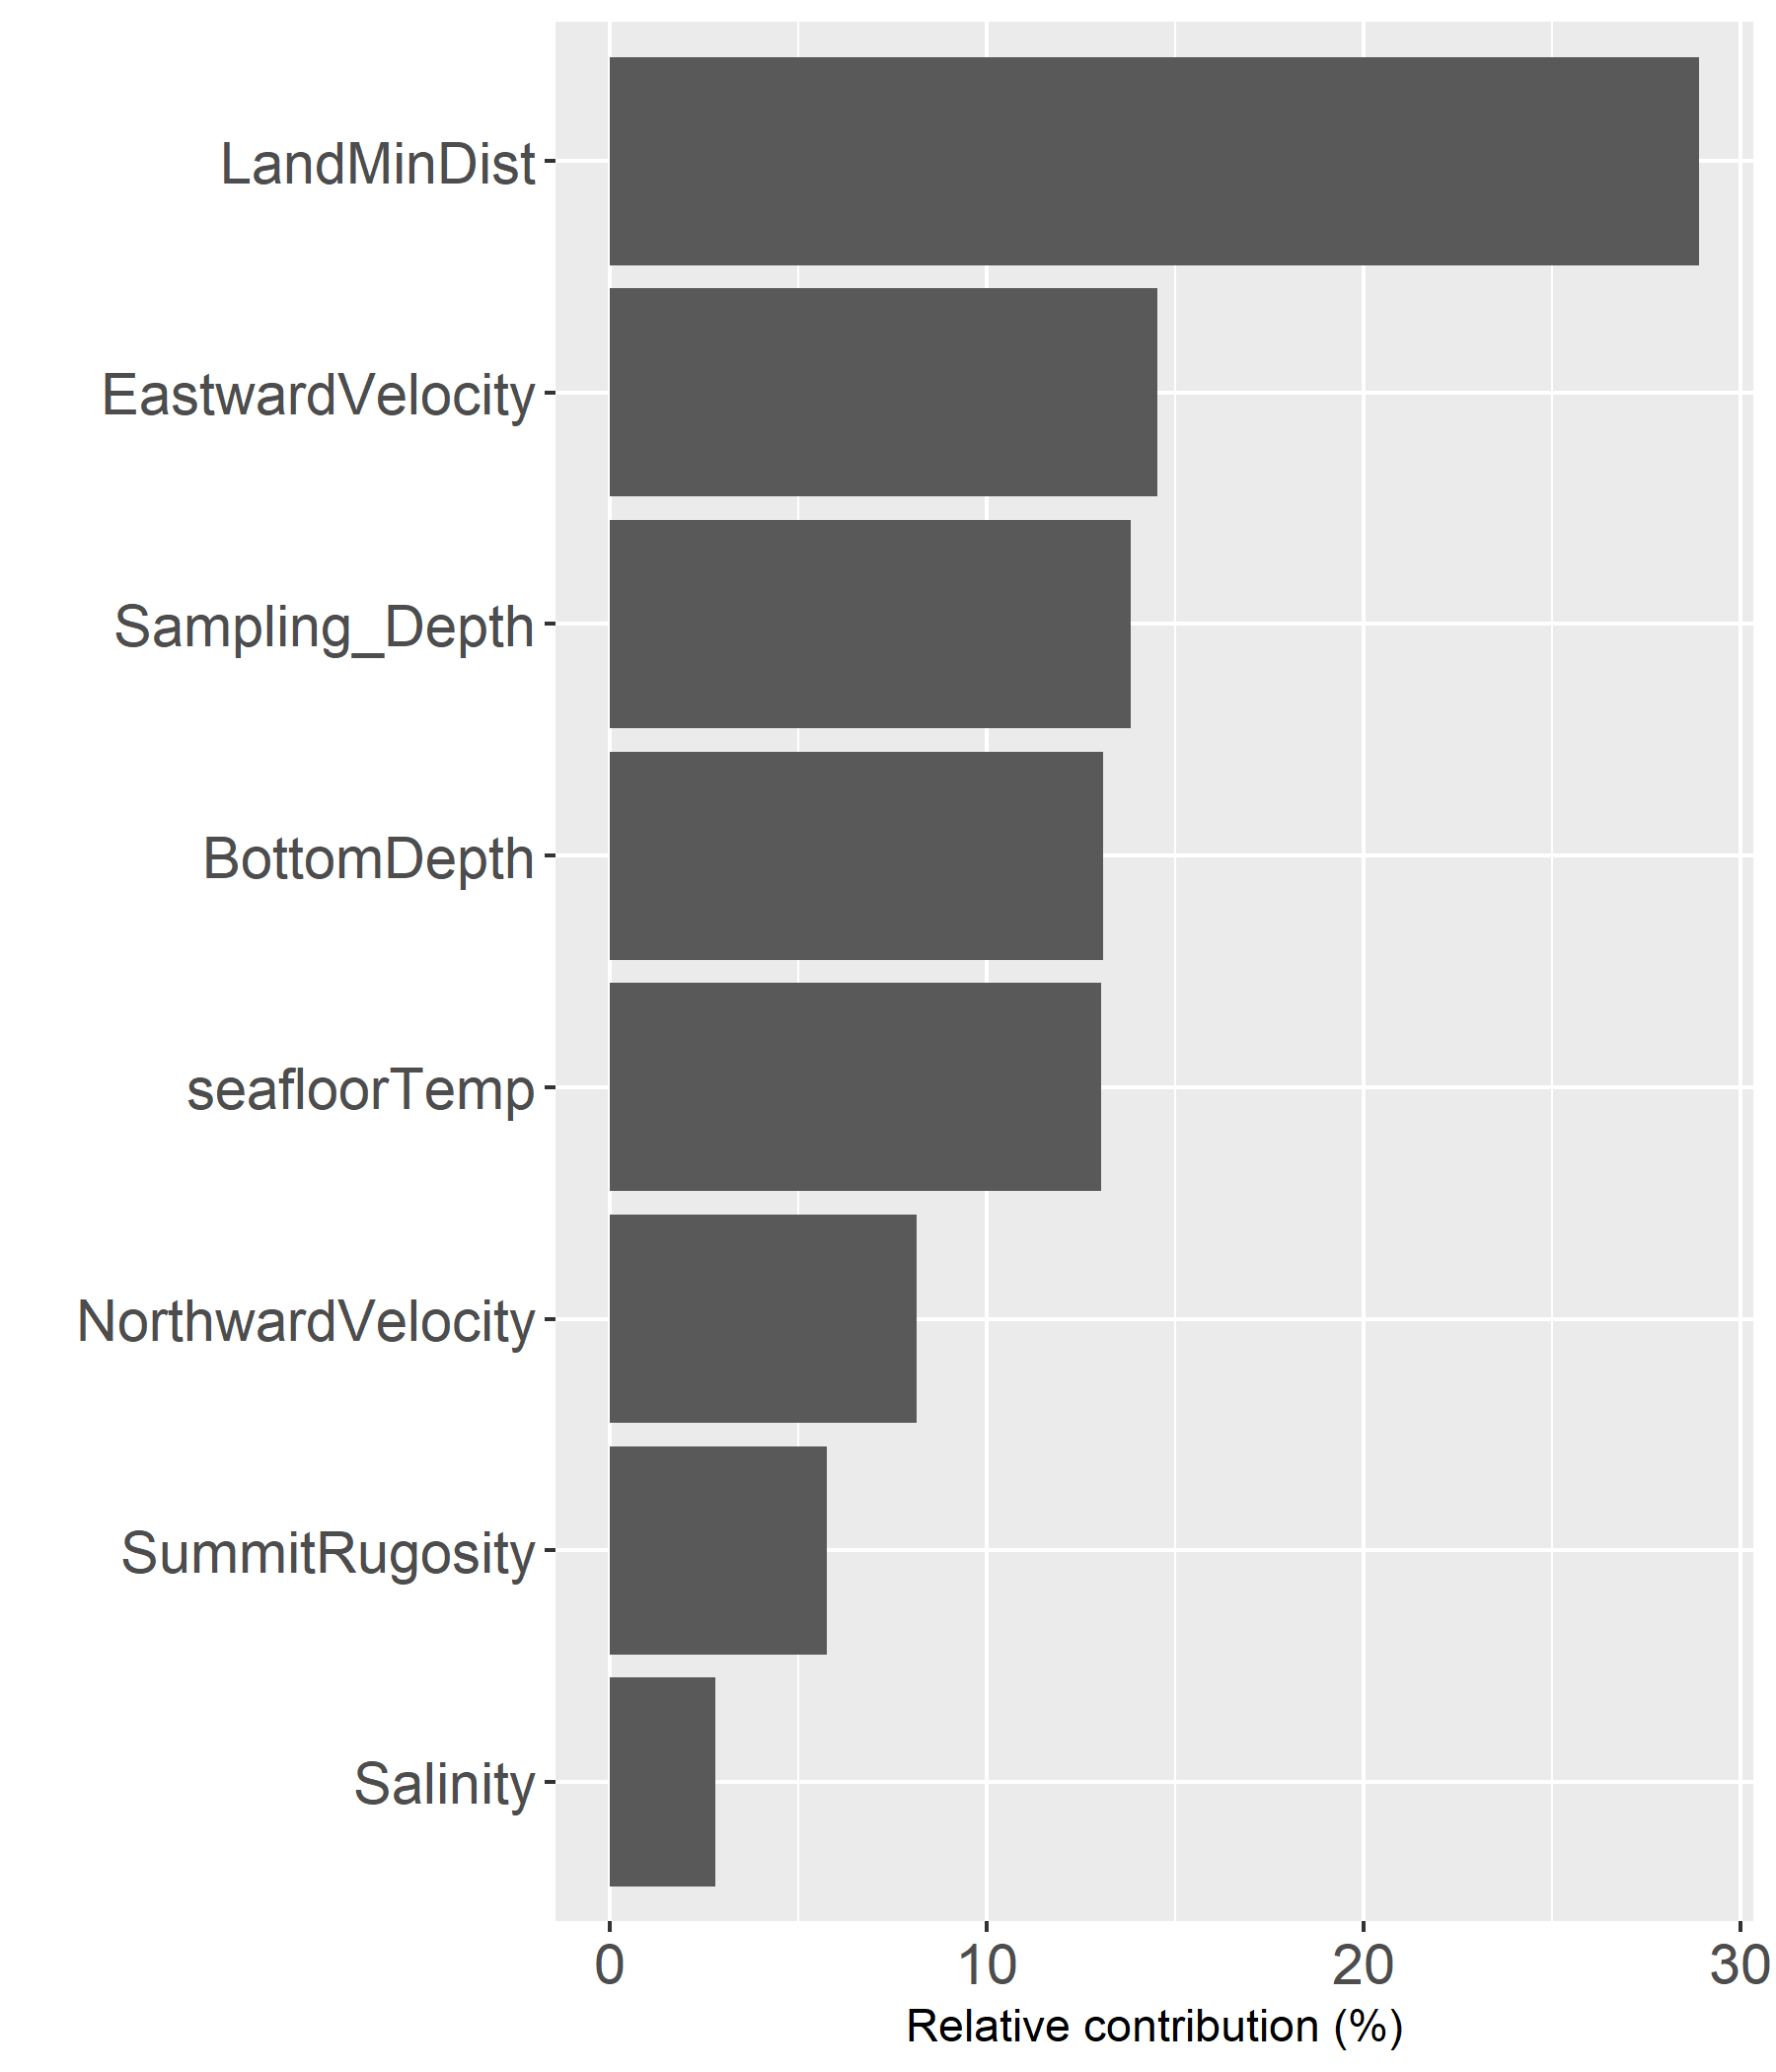 LandMinDist
EastwardVelocity
Sampling_Depth
BottomDepth
seafloorTemp
NorthwardVelocity
SummitRugosity
Salinity
0 10 20 30
Relative contribution (%)